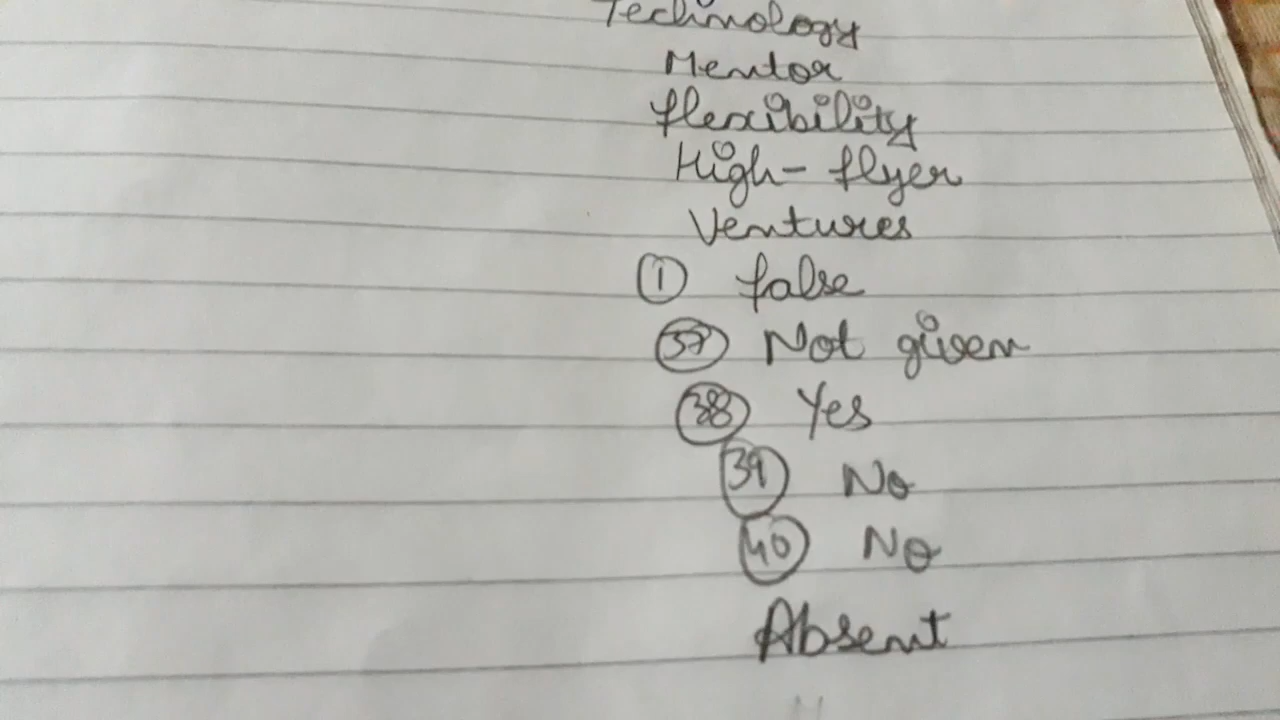 Technology
Mentor
flexibility
High-flyer
Ventures
① false
37 Not given
38 Yes
39 No
40 No
Absent